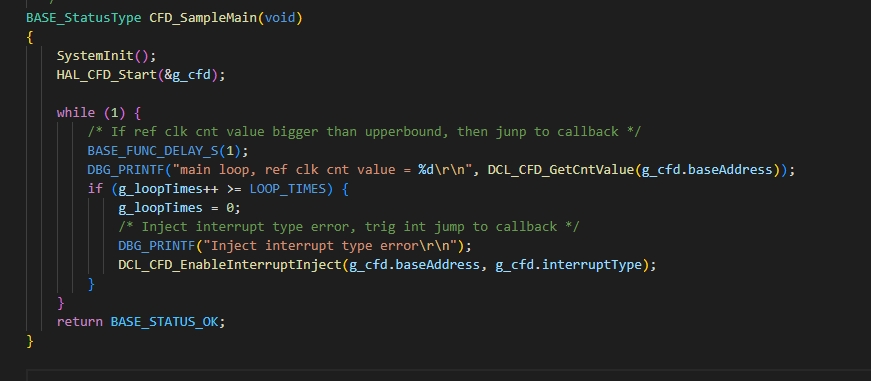 BASE_StatusType CFD_SampleMain(void)
{
    SystemInit();
    HAL_CFD_Start(&g_cfd);

    while (1) {
        /* If ref clk cnt value bigger than upperbound, then junp to callback */
        BASE_FUNC_DELAY_S(1);
        DBG_PRINTF("main loop, ref clk cnt value = %d\r\n", DCL_CFD_GetCntValue(g_cfd.baseAddress));
        if (g_loopTimes++ >= LOOP_TIMES) {
            g_loopTimes = 0;
            /* Inject interrupt type error, trig int jump to callback */
            DBG_PRINTF("Inject interrupt type error\r\n");
            DCL_CFD_EnableInterruptInject(g_cfd.baseAddress, g_cfd.interruptType);
        }
    }
    return BASE_STATUS_OK;
}